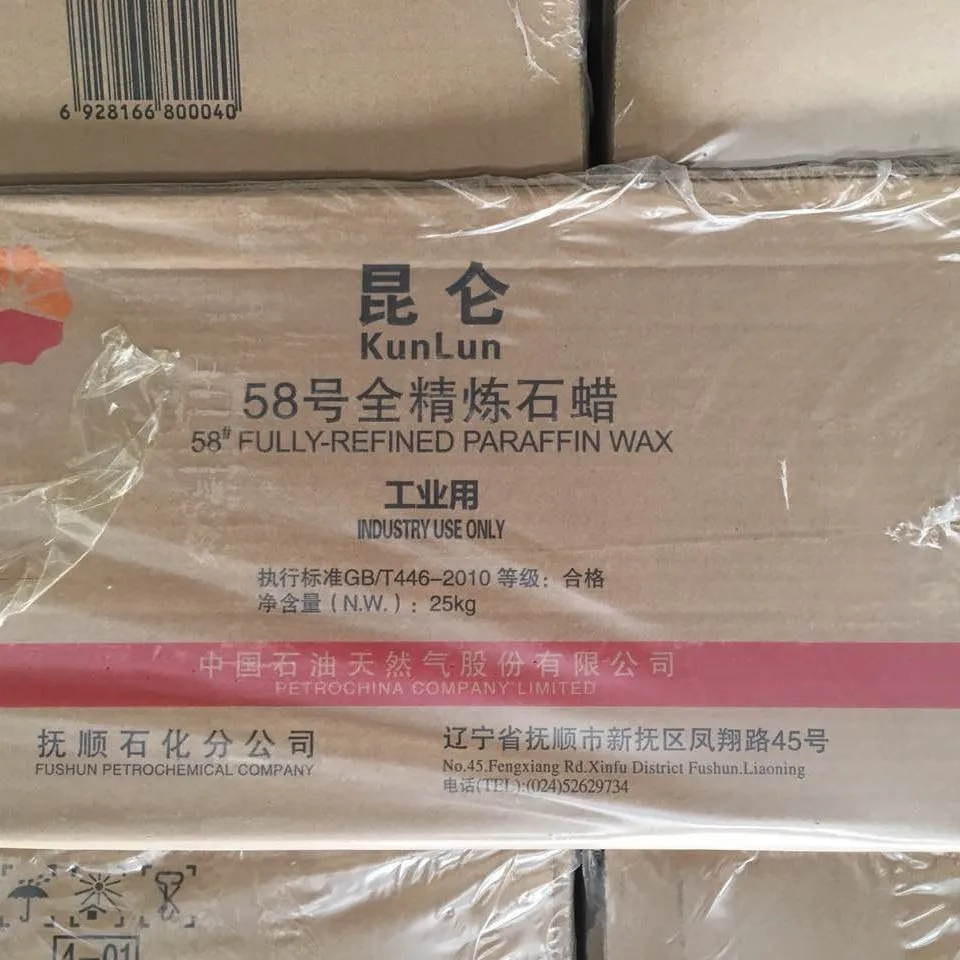 6 928166 800040
昆仑
KunLun
58号全精炼石蜡
58# FULLY-REFINED PARAFFIN WAX
工业用
INDUSTRY USE ONLY
执行标准GB/T446-2010 等级：合格
净含量（N.W.）：25kg
中国石油天然气股份有限公司
PETROCHINA COMPANY LIMITED
抚顺石化分公司
FUSHUN PETROCHEMICAL COMPANY
辽宁省抚顺市新抚区凤翔路45号
No.45.Fengxiang Rd.Xinfu District Fushun.Liaoning
电话(TEL):(024)52629734
4-01